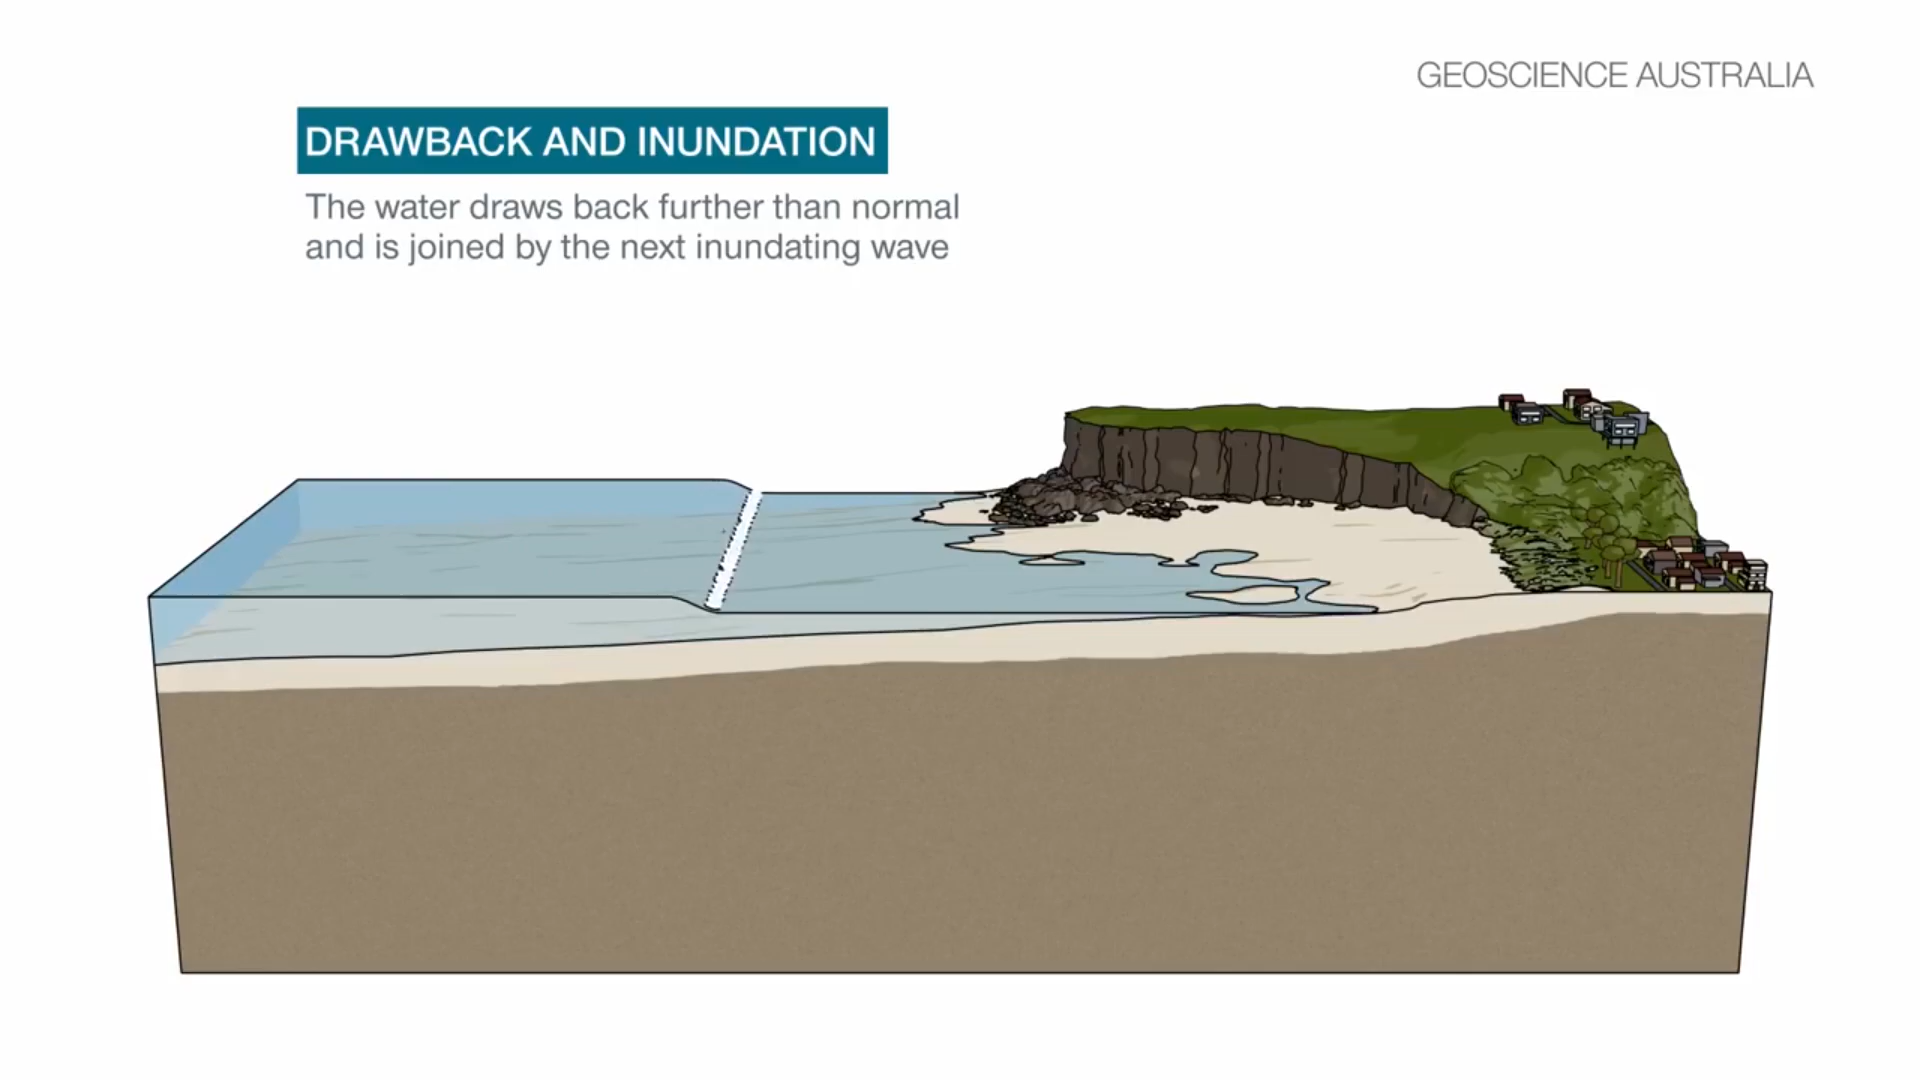 GEOSCIENCE AUSTRALIA
DRAWBACK AND INUNDATION
The water draws back further than normal
and is joined by the next inundating wave